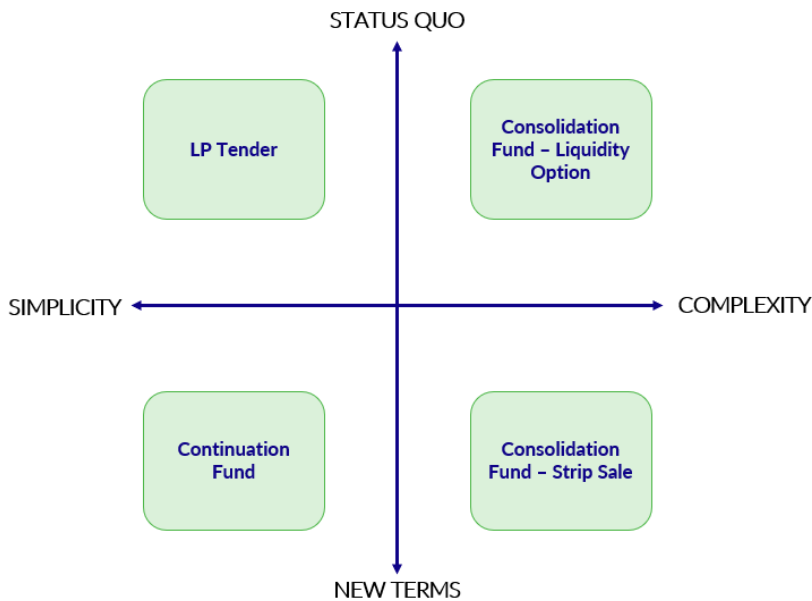 STATUS QUO
LP Tender
Consolidation
Fund – Liquidity
Option
SIMPLICITY
COMPLEXITY
Continuation
Fund
Consolidation
Fund – Strip Sale
NEW TERMS